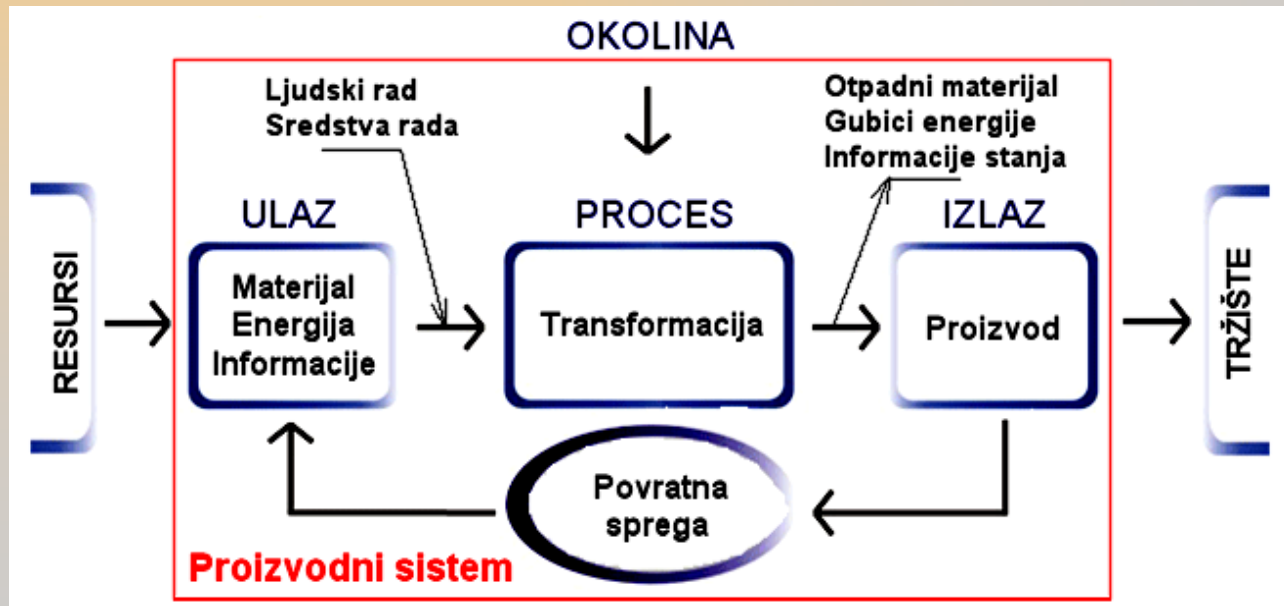 OKOLINA
Ljudski rad
Sredstva rada
Otpadni materijal
Gubici energije
Informacije stanja
RESURSI
ULAZ
Materijal
Energija
Informacije
PROCES
Transformacija
IZLAZ
Proizvod
TRŽIŠTE
Povratna
sprega
Proizvodni sistem